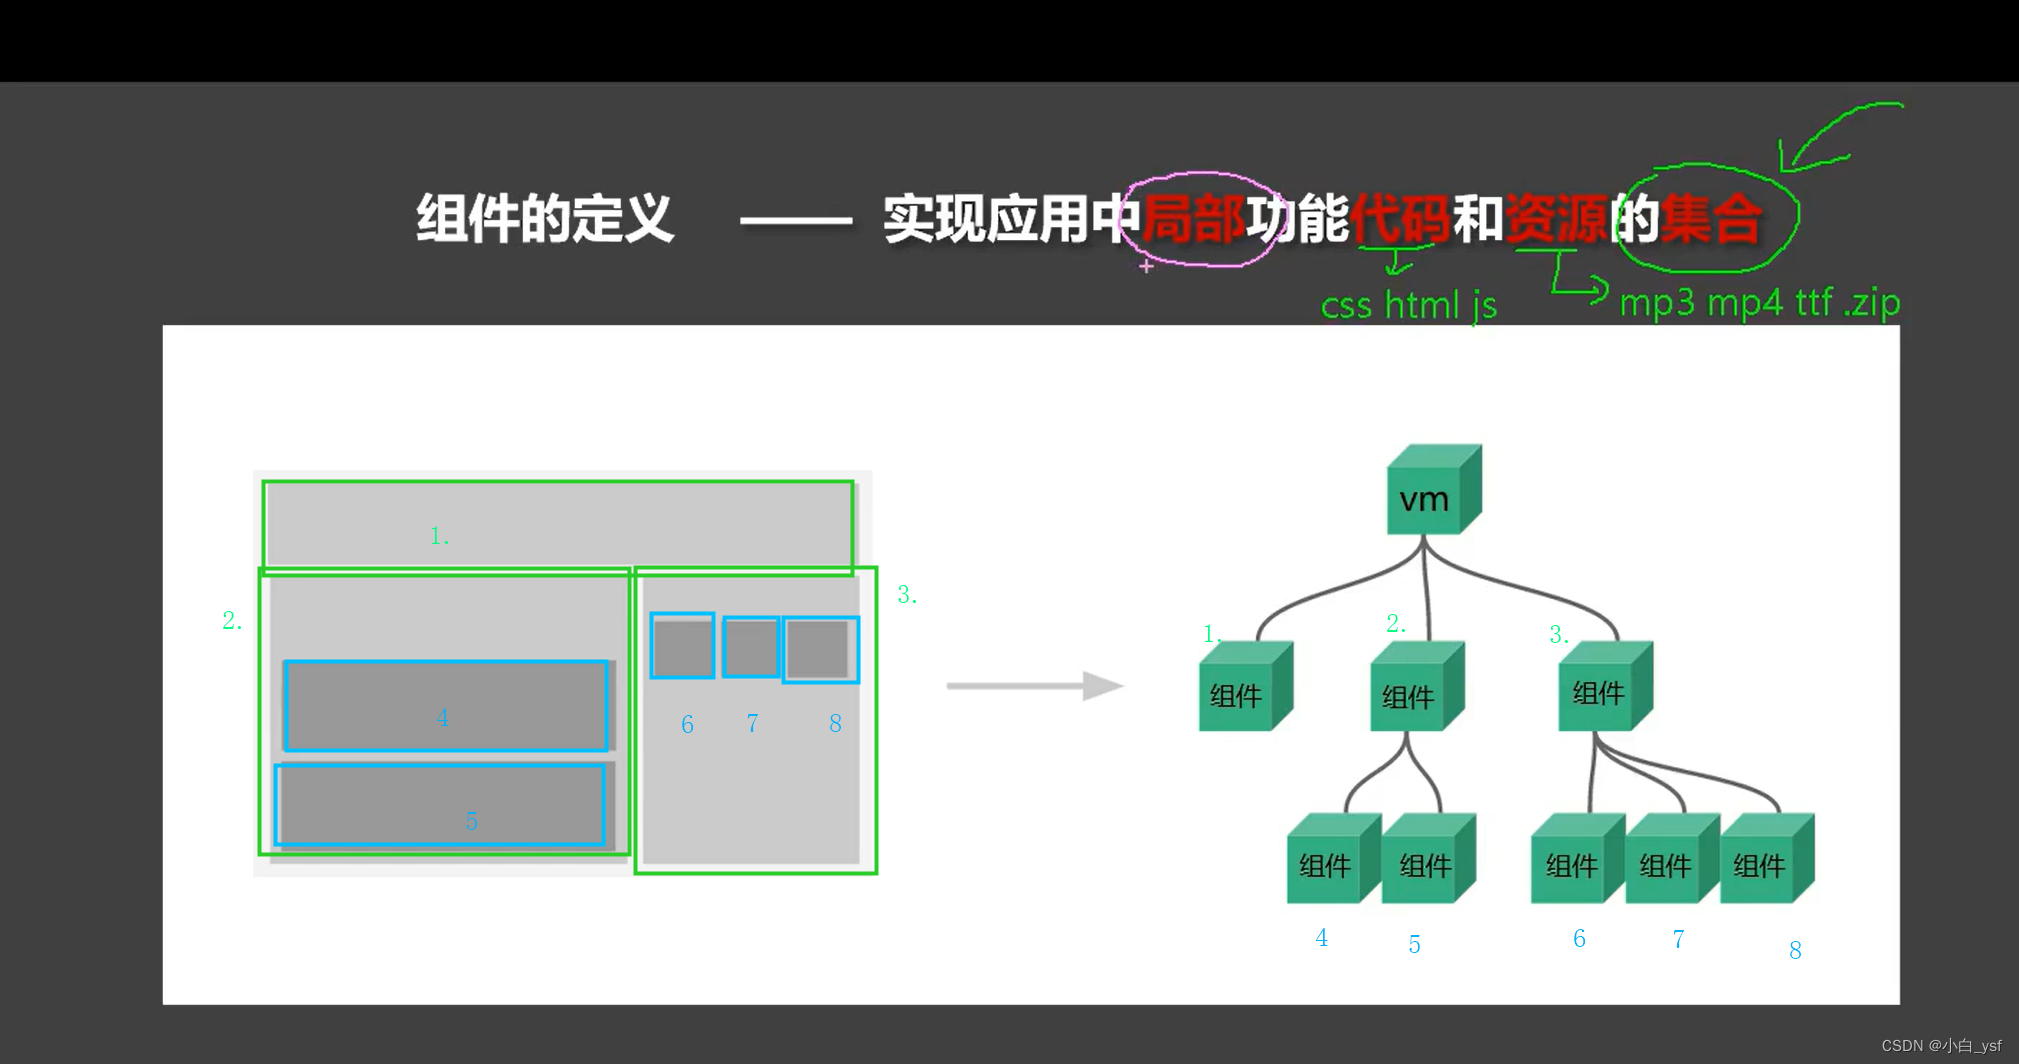 组件的定义 —— 实现应用中局部功能代码和资源的集合
css html js
mp3 mp4 ttf .zip
1.
2.
3.
4
5
6 7 8
vm
1. 2. 3.
组件 组件 组件
组件 组件 组件 组件 组件
4 5 6 7 8
CSDN @小白_ysf